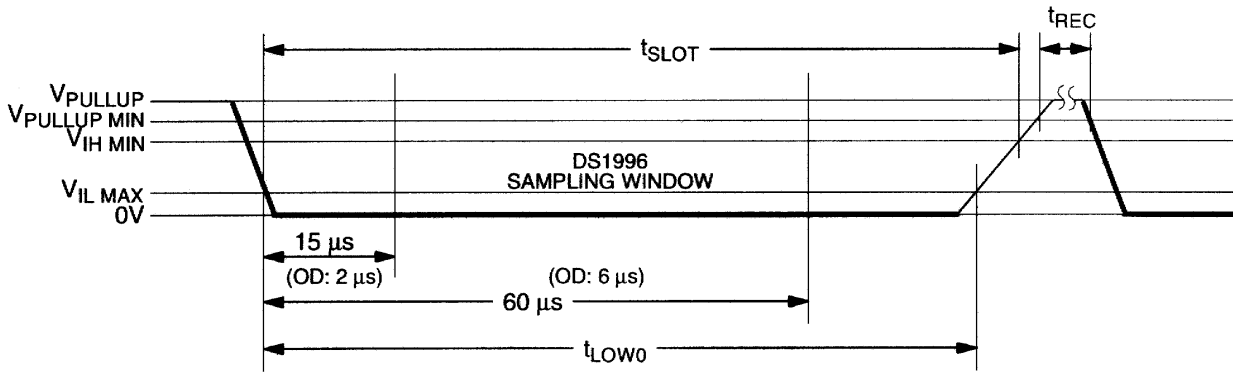 tREC
tSLOT
VPULLUP
VPULLUP MIN
VIH MIN
DS1996
SAMPLING WINDOW
VIL MAX
0V
15 µs
(OD: 2 µs)
(OD: 6 µs)
60 µs
tLOW0